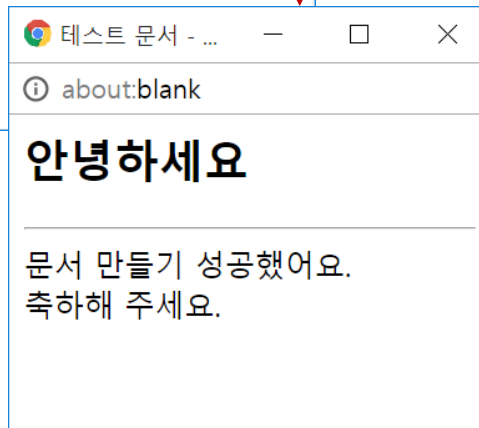 테스트 문서 - ...
about:blank
안녕하세요
문서 만들기 성공했어요.
축하해 주세요.